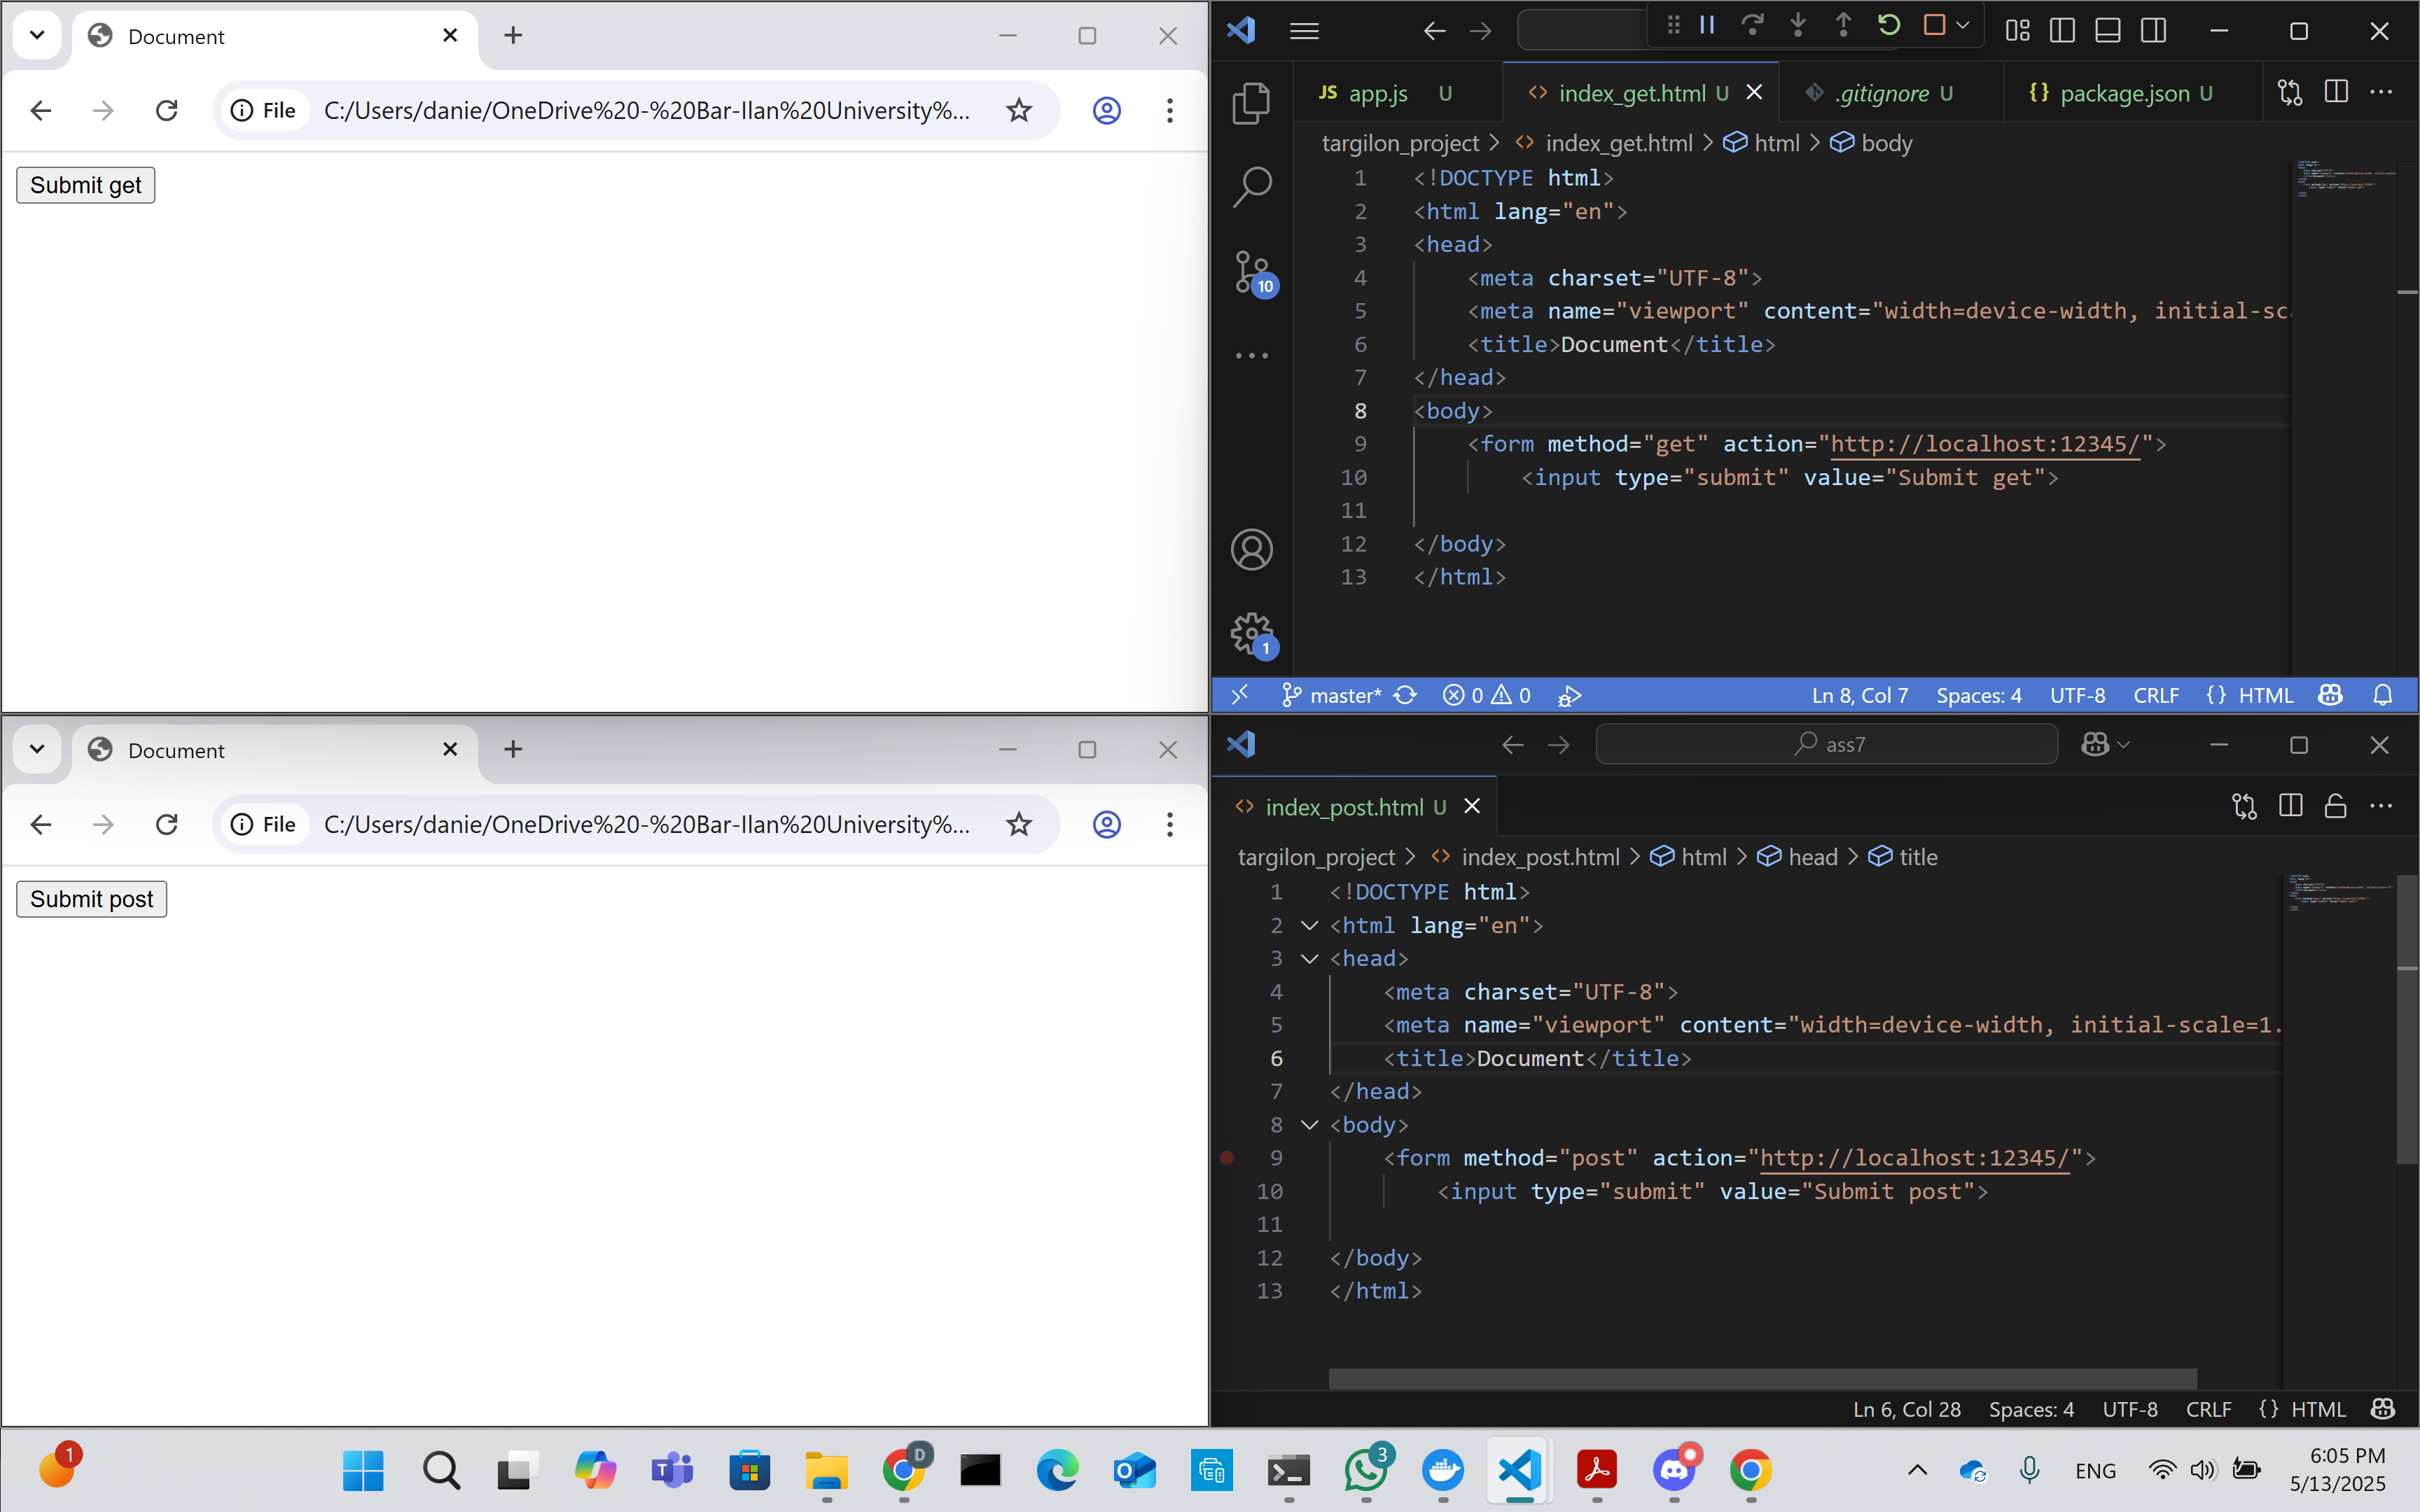 Document
File C:/Users/danie/OneDrive%20-%20Bar-Ilan%20University%...
Submit get
JS app.js U
index_get.html U
.gitignore U
{} package.json U
targilon_project > index_get.html > html > body
10
1
1 <!DOCTYPE html>
2 <html lang="en">
3 <head>
4 <meta charset="UTF-8">
5 <meta name="viewport" content="width=device-width, initial-sc
6 <title>Document</title>
7 </head>
8 <body>
9 <form method="get" action="http://localhost:12345/">
10 <input type="submit" value="Submit get">
11
12 </body>
13 </html>
master* 0 0 Ln 8, Col 7 Spaces: 4 UTF-8 CRLF {} HTML
Document
File C:/Users/danie/OneDrive%20-%20Bar-Ilan%20University%...
Submit post
ass7
index_post.html U
targilon_project > index_post.html > html > head > title
1 <!DOCTYPE html>
2 <html lang="en">
3 <head>
4 <meta charset="UTF-8">
5 <meta name="viewport" content="width=device-width, initial-scale=1.
6 <title>Document</title>
7 </head>
8 <body>
9 <form method="post" action="http://localhost:12345/">
10 <input type="submit" value="Submit post">
11
12 </body>
13 </html>
Ln 6, Col 28 Spaces: 4 UTF-8 CRLF {} HTML
1
T
D
O
3
ENG
6:05 PM
5/13/2025